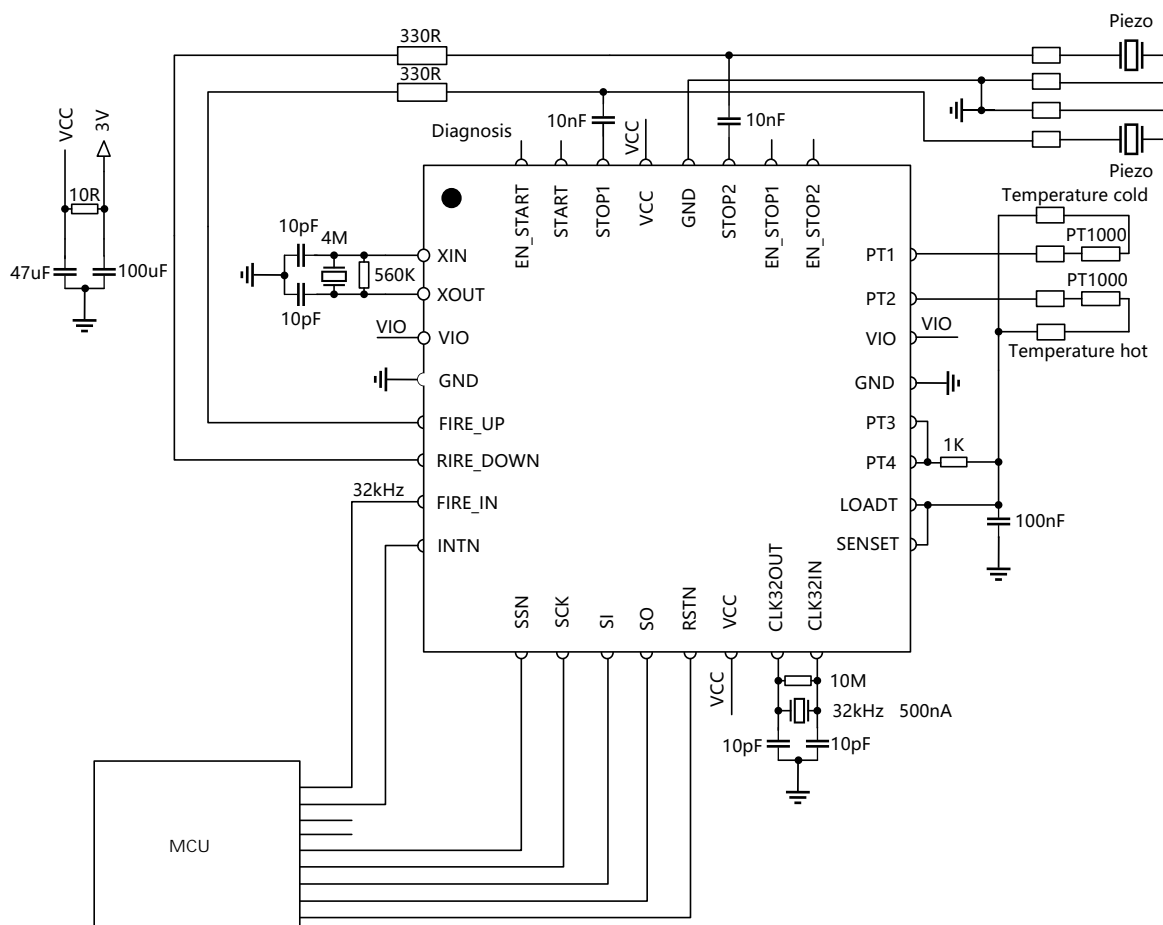 Piezo
330R
330R
VCC
3V
10nF
VCC
10nF
Diagnosis
Piezo
EN_START
START
STOP1
VCC
GND
STOP2
EN_STOP1
EN_STOP2
Temperature cold
10R
10pF
4M
XIN
PT1
PT1000
47uF
100uF
560K
PT1000
XOUT
PT2
10pF
VIO
VIO
VIO
VIO
Temperature hot
GND
GND
FIRE_UP
PT3
1K
RIRE_DOWN
PT4
32kHz
FIRE_IN
LOADT
100nF
INTN
SENSET
SSN
SCK
SI
SO
RSTN
VCC
CLK32OUT
CLK32IN
VCC
10M
32kHz 500nA
10pF
10pF
MCU